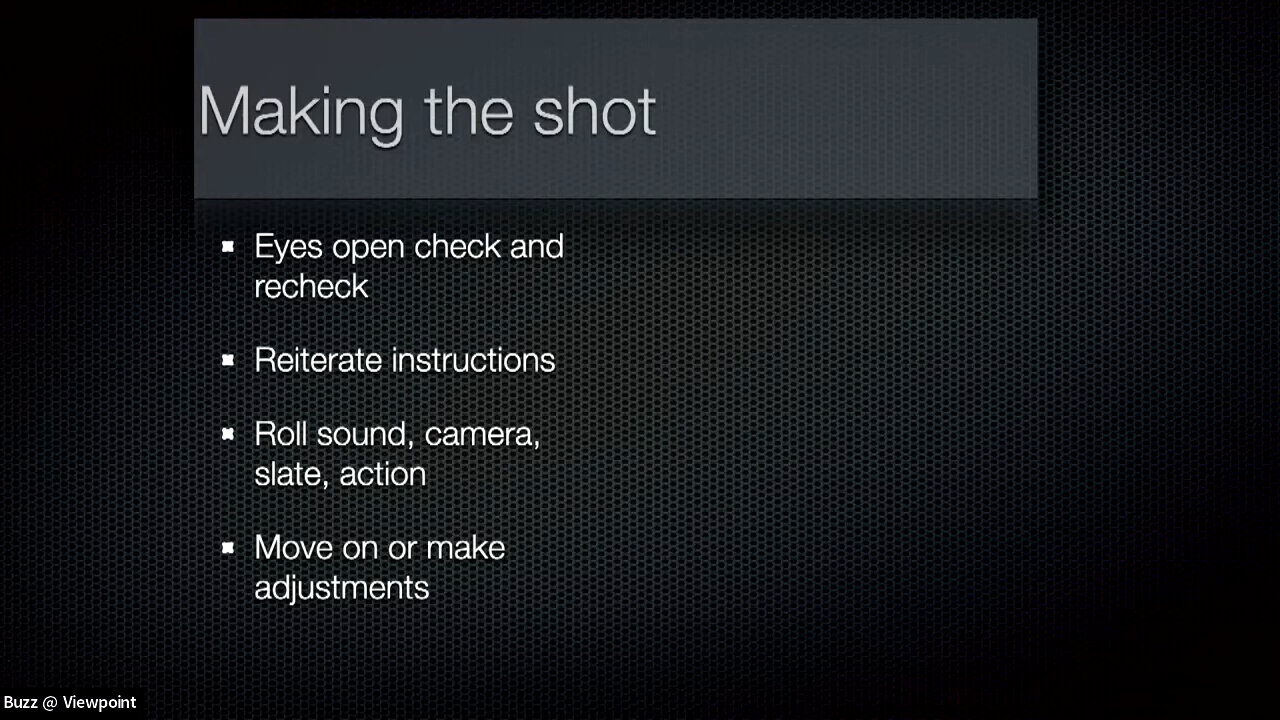 Making the shot
Eyes open check and
recheck
Reiterate instructions
Roll sound, camera,
slate, action
Move on or make
adjustments
Buzz @ Viewpoint